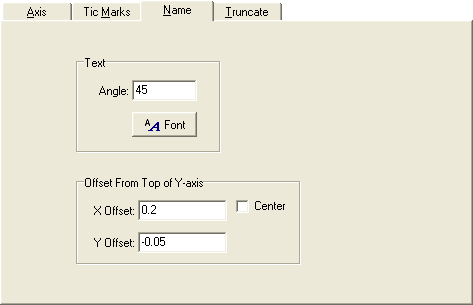 Axis Tic Marks Name Truncate
Text
Angle: 45
AA Font
Offset From Top of Y-axis
X Offset: 0.2 Center
Y Offset: -0.05